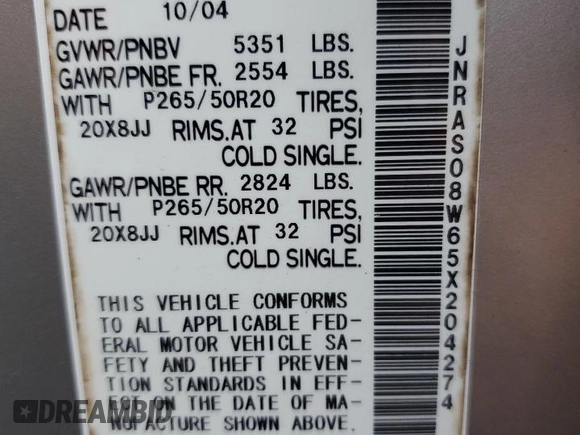 DATE 10/04
GVWR/PNBV 5351 LBS.
GAWR/PNBE FR. 2554 LBS.
WITH P265/50R20 TIRES,
20X8JJ RIMS.AT 32 PSI
COLD SINGLE.
GAWR/PNBE RR. 2824 LBS.
WITH P265/50R20 TIRES,
20X8JJ RIMS.AT 32 PSI
COLD SINGLE.
THIS VEHICLE CONFORMS
TO ALL APPLICABLE FED-
ERAL MOTOR VEHICLE SA-
FETY AND THEFT PREVEN-
TION STANDARDS IN EFF-
ECT ON THE DATE OF MA-
NUFACTURE SHOWN ABOVE.
JNRAS08W65X204274
DREAMBID